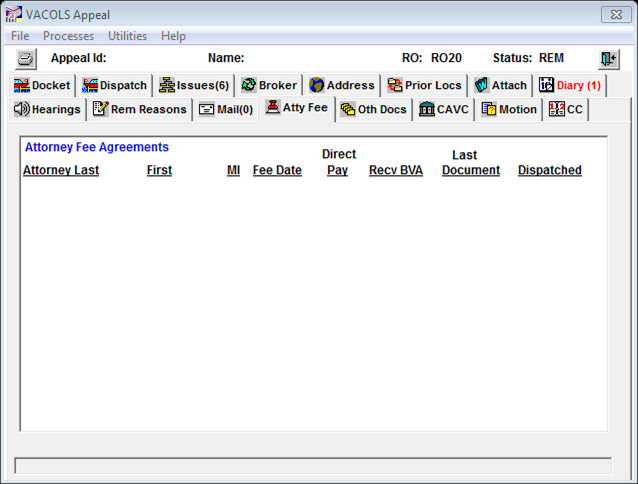 VACOLS Appeal
File Processes Utilities Help
Appeal Id: Name: RO: RO20 Status: REM
Docket Dispatch Issues(6) Broker Address Prior Locs Attach Diary (1)
Hearings Rem Reasons Mail(0) Atty Fee Oth Docs CAVC Motion CC
Attorney Fee Agreements
Direct Last
Attorney Last First MI Fee Date Pay Recv BVA Document Dispatched